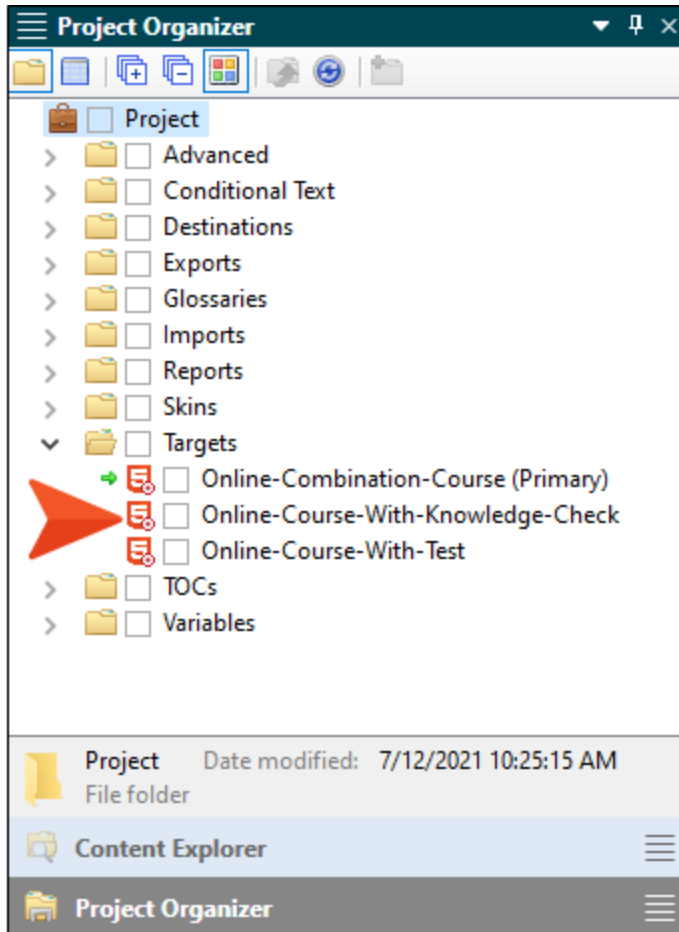 Project Organizer
Project
Advanced
Conditional Text
Destinations
Exports
Glossaries
Imports
Reports
Skins
Targets
Online-Combination-Course (Primary)
Online-Course-With-Knowledge-Check
Online-Course-With-Test
TOCs
Variables
Project Date modified: 7/12/2021 10:25:15 AM
File folder
Content Explorer
Project Organizer